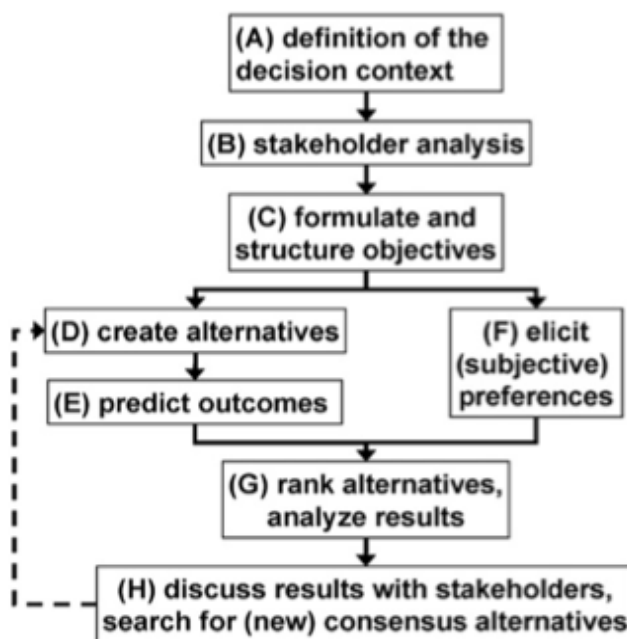 (A) definition of the
decision context
(B) stakeholder analysis
(C) formulate and
structure objectives
(D) create alternatives
(E) predict outcomes
(F) elicit
(subjective)
preferences
(G) rank alternatives,
analyze results
(H) discuss results with stakeholders,
search for (new) consensus alternatives